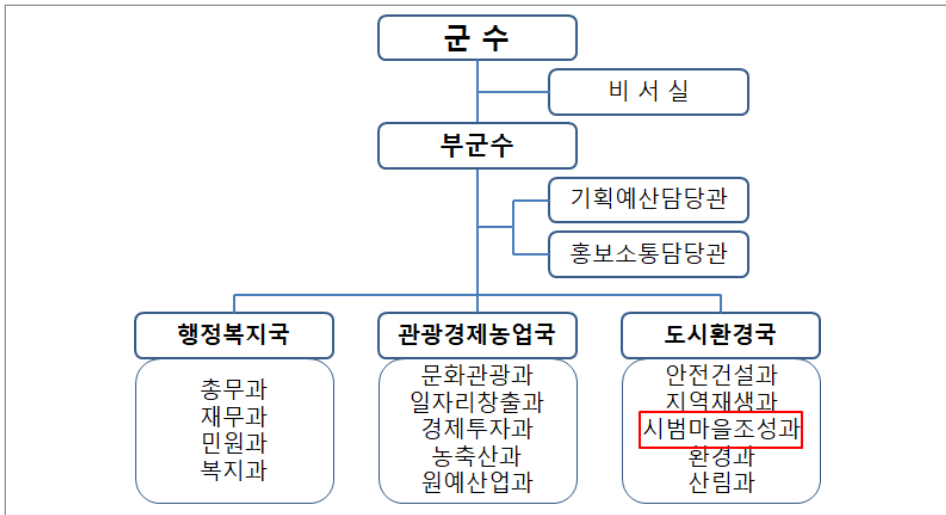 군 수
비 서 실
부군수
기획예산담당관
홍보소통담당관
행정복지국
총무과
재무과
민원과
복지과
관광경제농업국
문화관광과
일자리창출과
경제투자과
농축산과
원예산업과
도시환경국
안전건설과
지역재생과
시범마을조성과
환경과
산림과